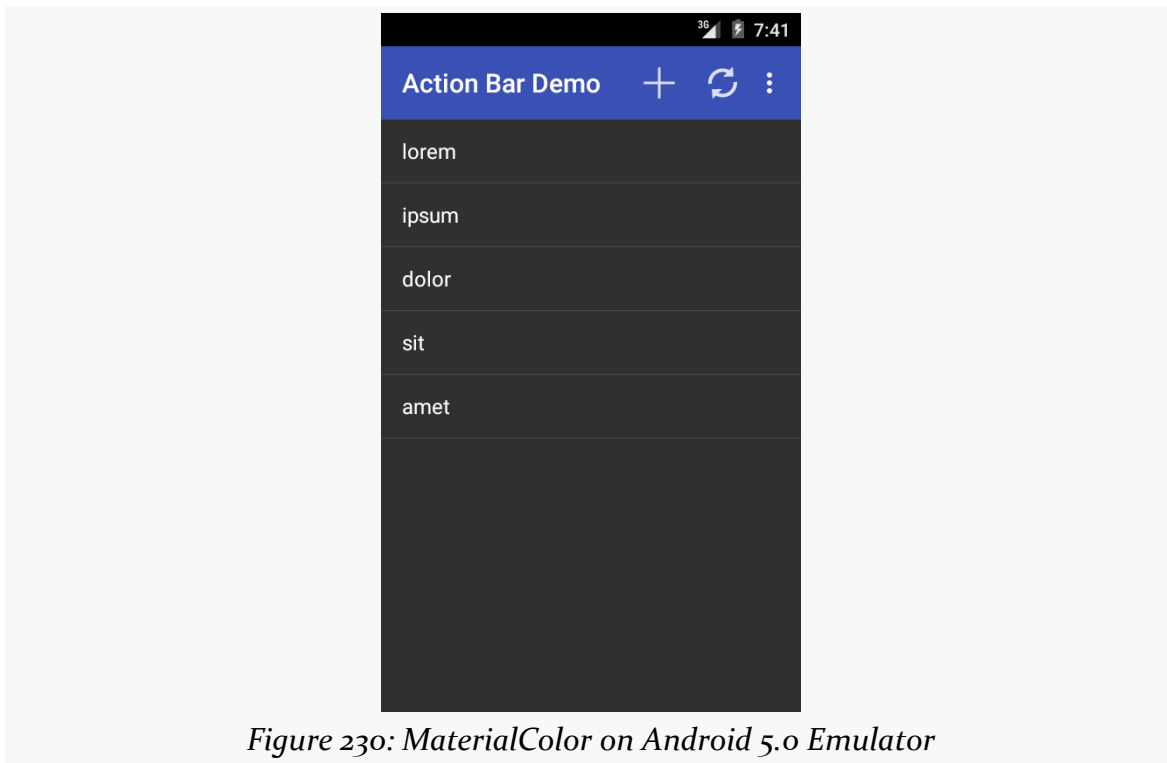 3G 7:41
Action Bar Demo
lorem
ipsum
dolor
sit
amet
Figure 230: MaterialColor on Android 5.0 Emulator